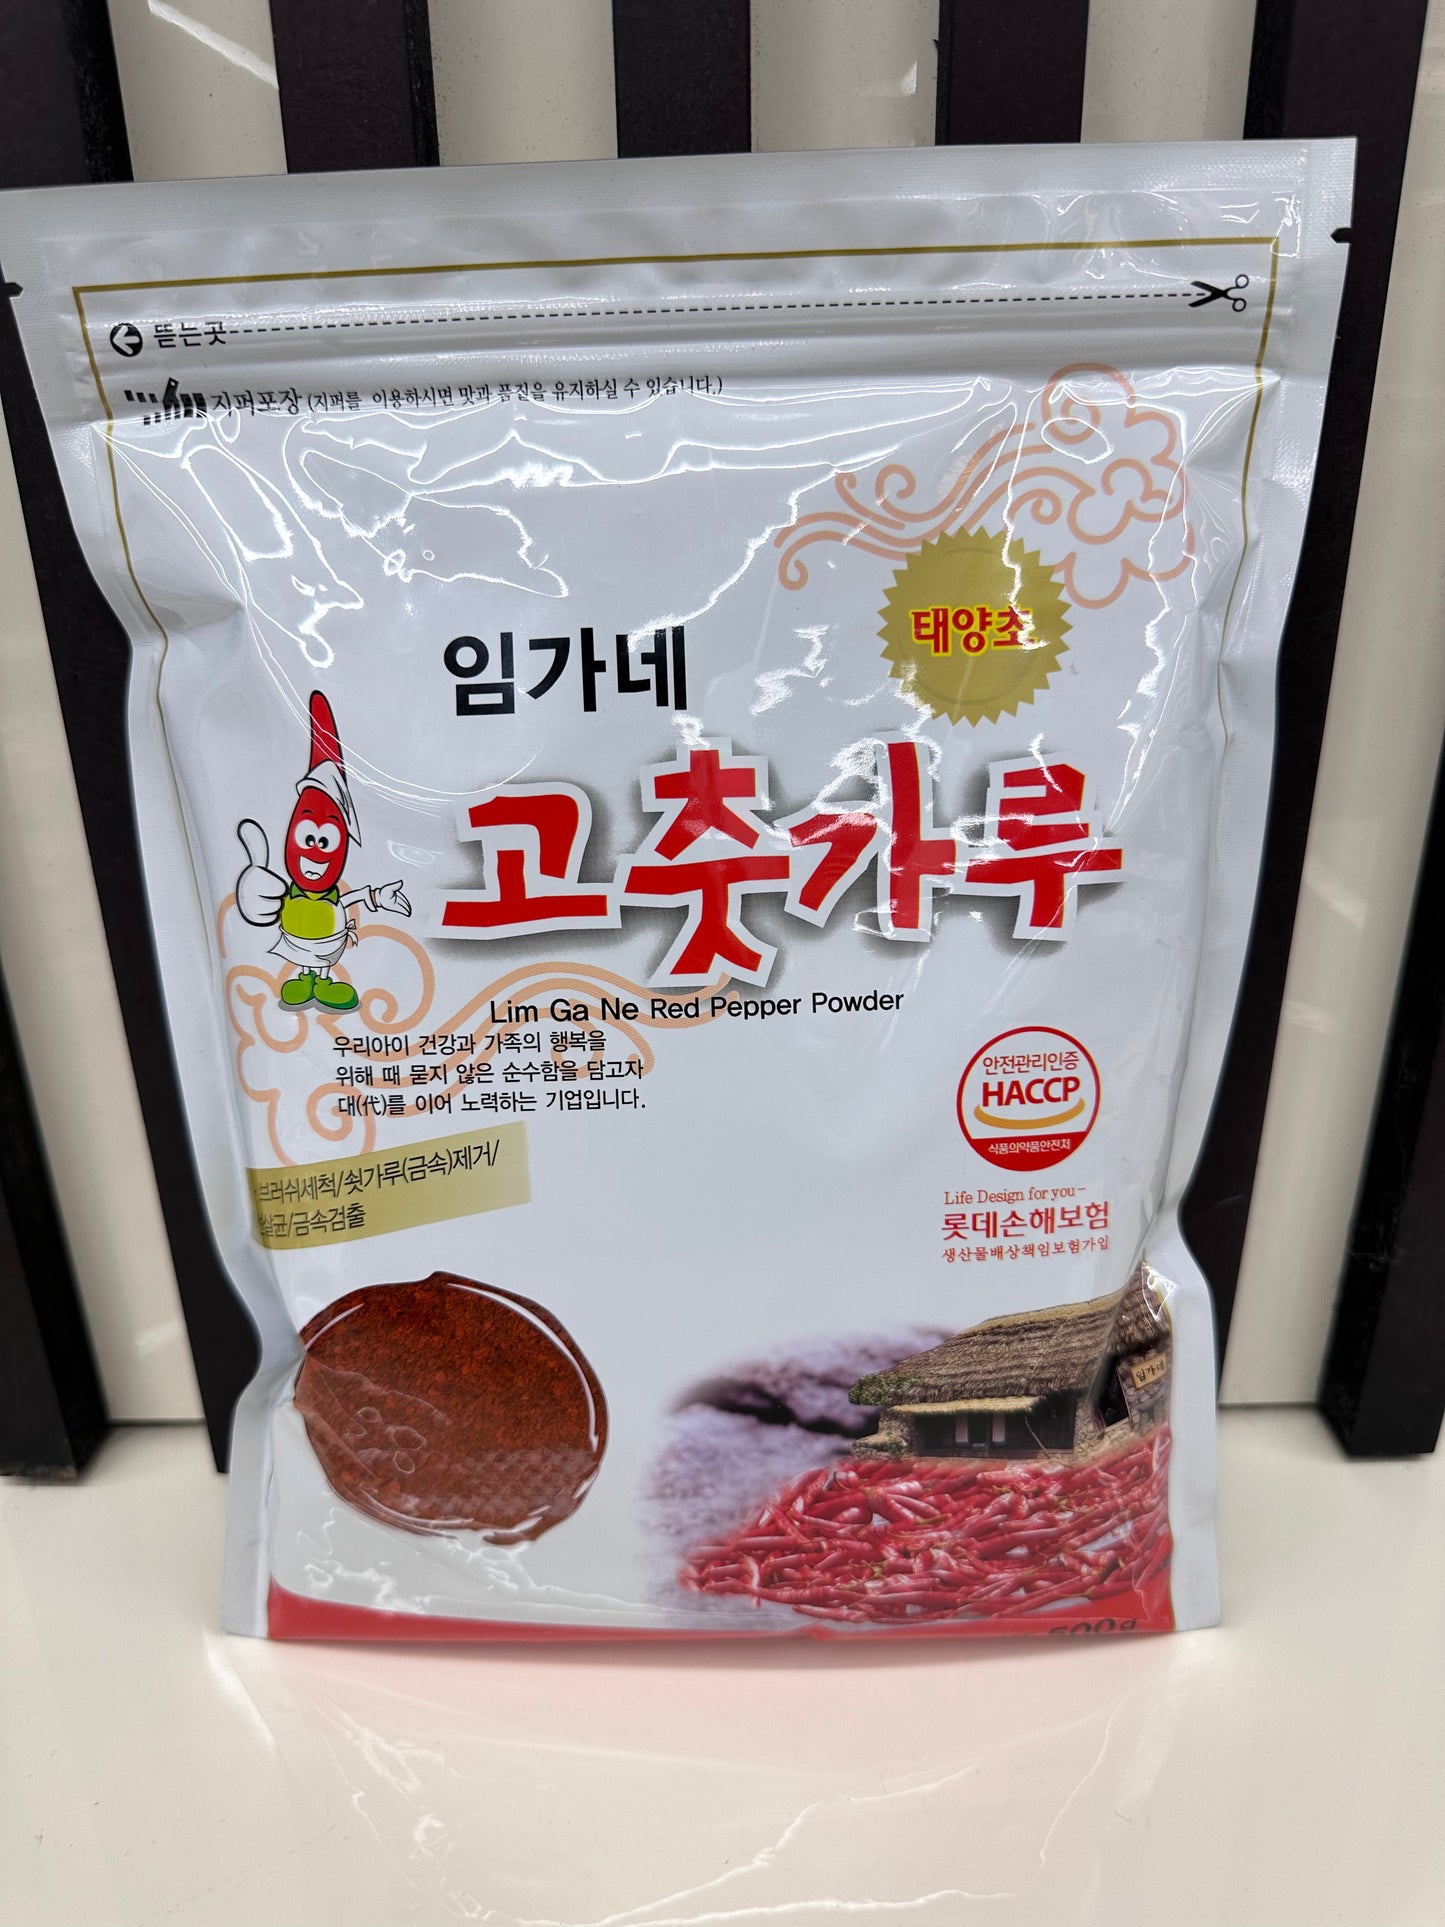 뜯는곳
지퍼포장 (지퍼를 이용하시면 맛과 품질을 유지하실 수 있습니다.)
태양초
임가네
고춧가루
Lim Ga Ne Red Pepper Powder
우리아이 건강과 가족의 행복을
위해 때 묻지 않은 순수함을 담고자
대(代)를 이어 노력하는 기업입니다.
안전관리인증
HACCP
식품의약품안전처
브러쉬세척/쇳가루(금속)제거/
살균/금속검출
Life Design for you-
롯데손해보험
생산물배상책임보험가입
임가네
500g